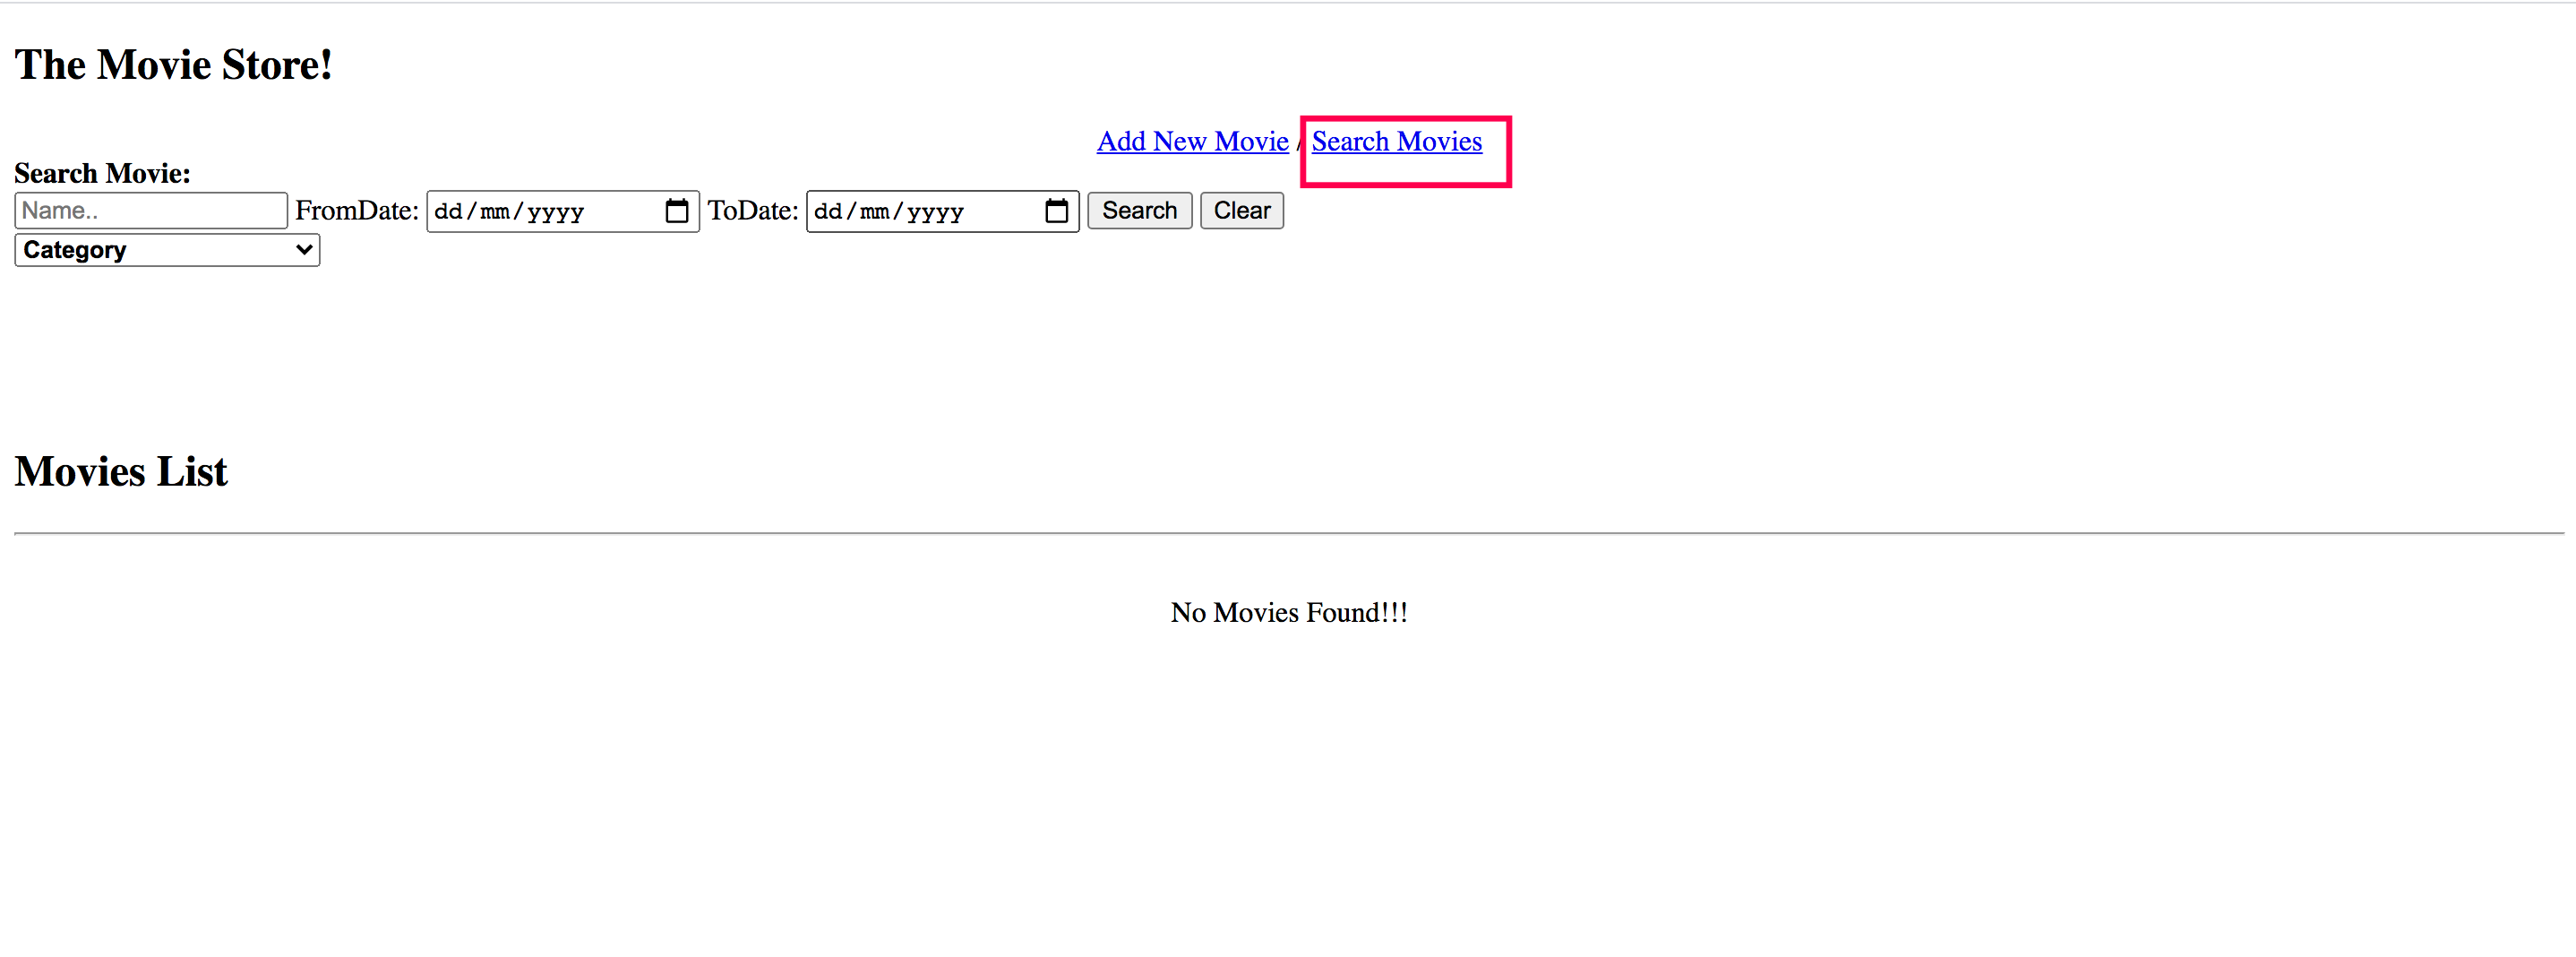 The Movie Store!
Add New Movie / Search Movies
Search Movie:
Name.. FromDate: dd/mm/yyyy ToDate: dd/mm/yyyy Search Clear
Category
Movies List
No Movies Found!!!